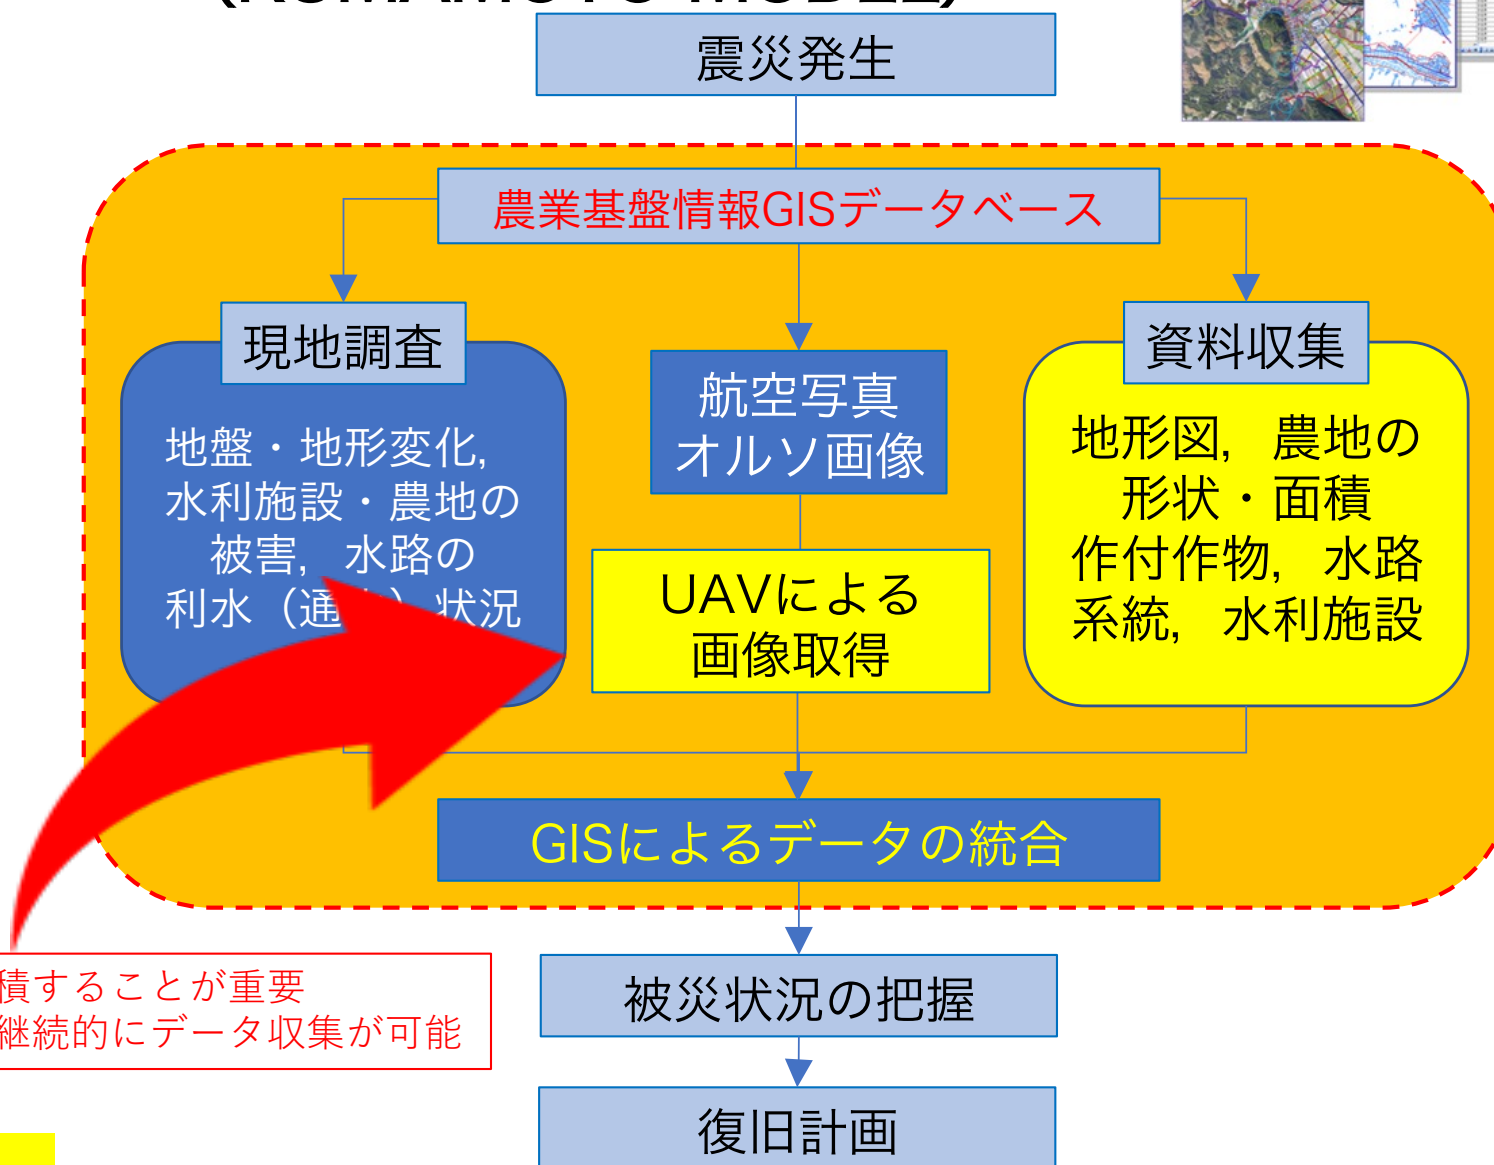 (KUMAMOTO MODEL)
震災発生
農業基盤情報GISデータベース
現地調査
地盤・地形変化,
水利施設・農地の
被害, 水路の
利水（通 ）状況
航空写真
オルソ画像
UAVによる
画像取得
資料収集
地形図, 農地の
形状・面積
作付作物, 水路
系統, 水利施設
GISによるデータの統合
積することが重要
継続的にデータ収集が可能
被災状況の把握
復旧計画